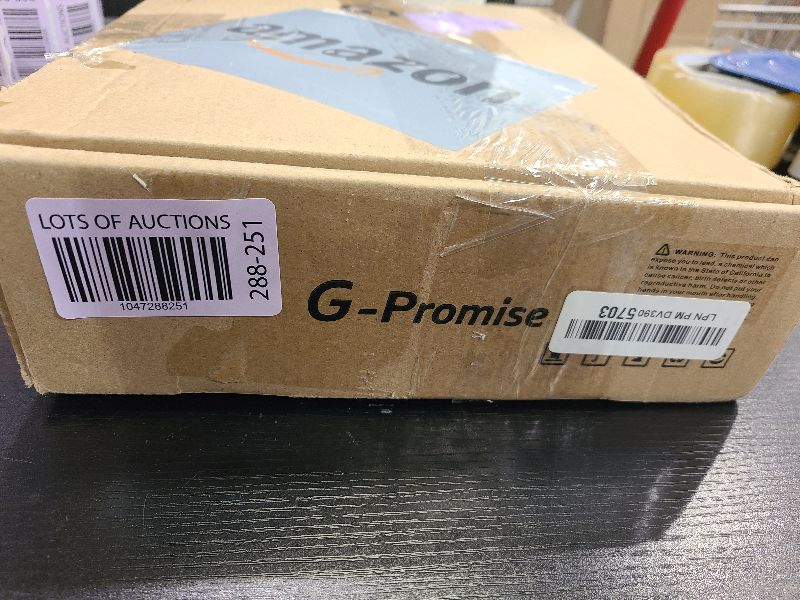 amazon
LOTS OF AUCTIONS
1047288251
288-251
G-Promise
WARNING: This product can
expose you to lead, a chemical which
is known to the State of California to
cause cancer, birth defects or other
reproductive harm. Do not put your
hands in your mouth after handling
LPN PM DV390 5703